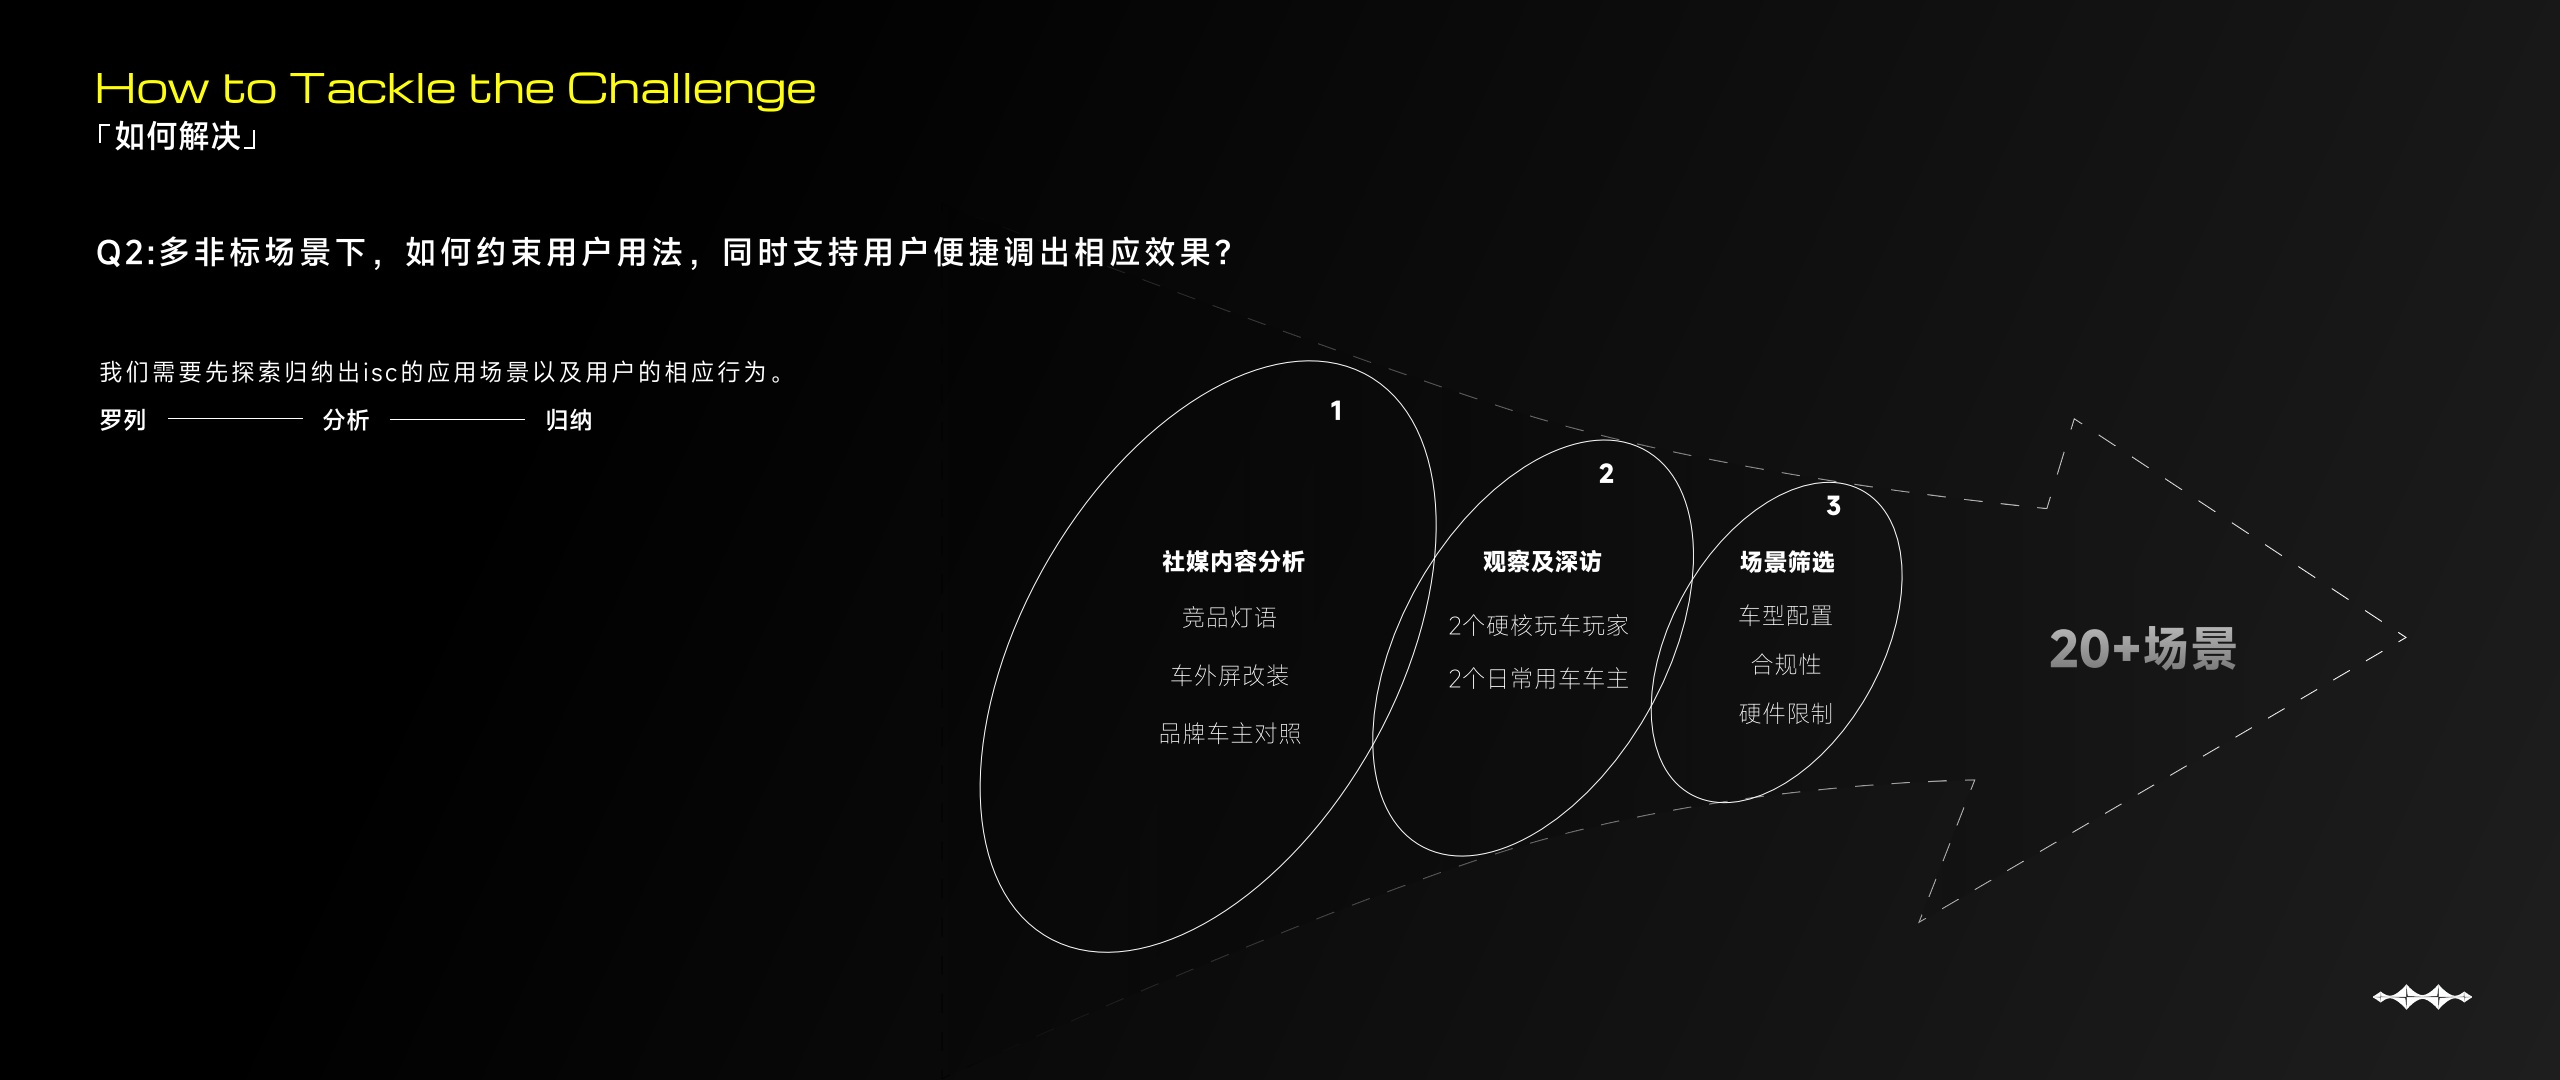 How to Tackle the Challenge
「如何解决」
Q2:多非标场景下，如何约束用户用法，同时支持用户便捷调出相应效果?
我们需要先探索归纳出isc的应用场景以及用户的相应行为。
罗列 分析 归纳
1
社媒内容分析
竞品灯语
车外屏改装
品牌车主对照
2
观察及深访
2个硬核玩车玩家
2个日常用车车主
3
场景筛选
车型配置
合规性
硬件限制
20+场景